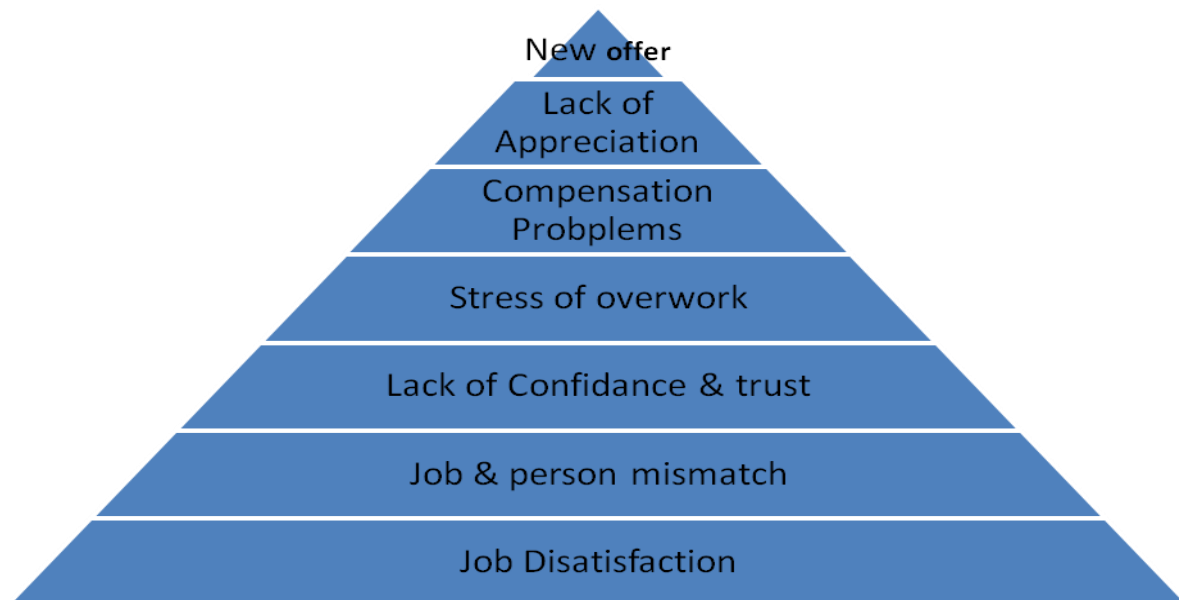 New offer
Lack of
Appreciation
Compensation
Probplems
Stress of overwork
Lack of Confidance & trust
Job & person mismatch
Job Disatisfaction